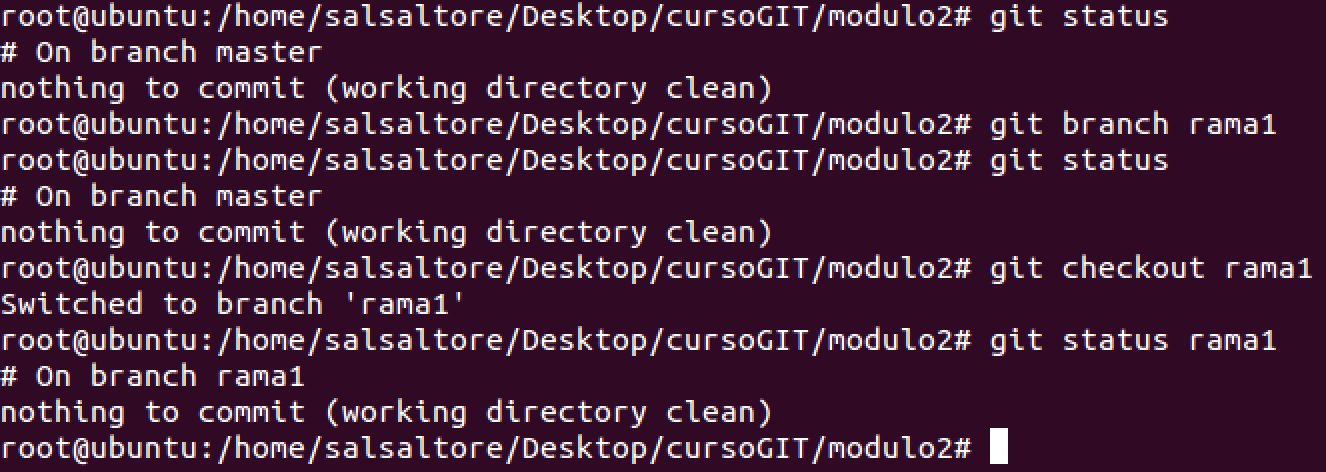 root@ubuntu:/home/salsaltore/Desktop/cursoGIT/modulo2# git status
# On branch master
nothing to commit (working directory clean)
root@ubuntu:/home/salsaltore/Desktop/cursoGIT/modulo2# git branch rama1
root@ubuntu:/home/salsaltore/Desktop/cursoGIT/modulo2# git status
# On branch master
nothing to commit (working directory clean)
root@ubuntu:/home/salsaltore/Desktop/cursoGIT/modulo2# git checkout rama1
Switched to branch 'rama1'
root@ubuntu:/home/salsaltore/Desktop/cursoGIT/modulo2# git status rama1
# On branch rama1
nothing to commit (working directory clean)
root@ubuntu:/home/salsaltore/Desktop/cursoGIT/modulo2#